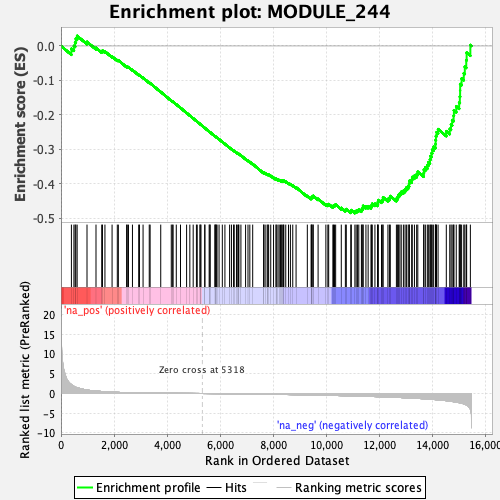 Enrichment plot: MODULE_244
Enrichment score (ES)
0.0
-0.1
-0.2
-0.3
-0.4
-0.5
Ranked list metric (PreRanked)
20
15
10
5
0
-5
-10
'na_pos' (positively correlated)
Zero cross at 5318
'na_neg' (negatively correlated)
0
2,000
4,000
6,000
8,000
10,000
12,000
14,000
16,000
Rank in Ordered Dataset
Enrichment profile
Hits
Ranking metric scores